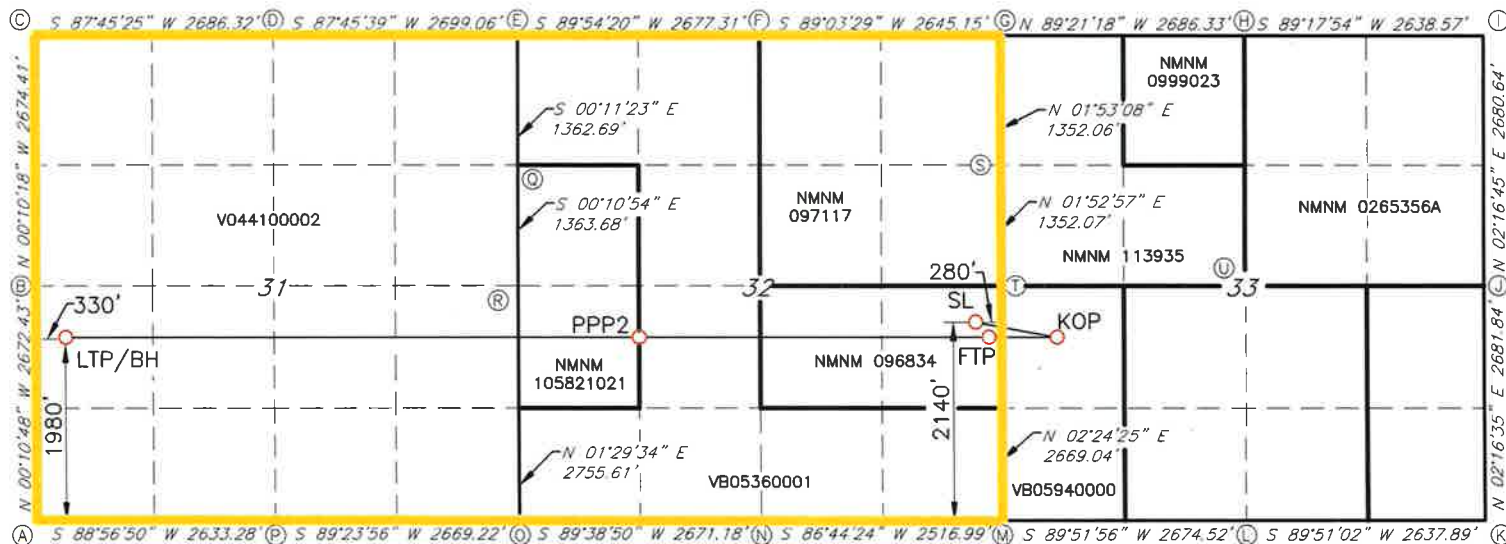 C S 87°45'25" W 2686.32' D S 87°45'39" W 2699.06' E S 89°54'20" W 2677.31' F S 89°03'29" W 2645.15' G N 89°21'18" W 2686.33' H S 89°17'54" W 2638.57' I
N 00°10'18" W 2674.41'
S 00°11'23" E
1362.69'
N 01°53'08" E
1352.06'
NMNM
0999023
N 02°16'45" E 2680.64'
Q
S
S 00°10'54" E
1363.68'
NMNM
097117
N 01°52'57" E
1352.07'
V044100002
NMNM 0265356A
NMNM 113935
U
B
31
R
32
280'
T
33
J
330'
SL
KOP
PPP2
LTP/BH
FTP
NMNM
105821021
NMNM 096834
N 00°10'48" W 2672.43'
1980'
2140'
N 02°16'35" E 2681.84'
N 01°29'34" E
2755.61'
N 02°24'25" E
2669.04'
VB05360001
VB05940000
A S 88°56'50" W 2633.28' P S 89°23'56" W 2669.22' O S 89°38'50" W 2671.18' N S 86°44'24" W 2516.99' M S 89°51'56" W 2674.52' L S 89°51'02" W 2637.89' K